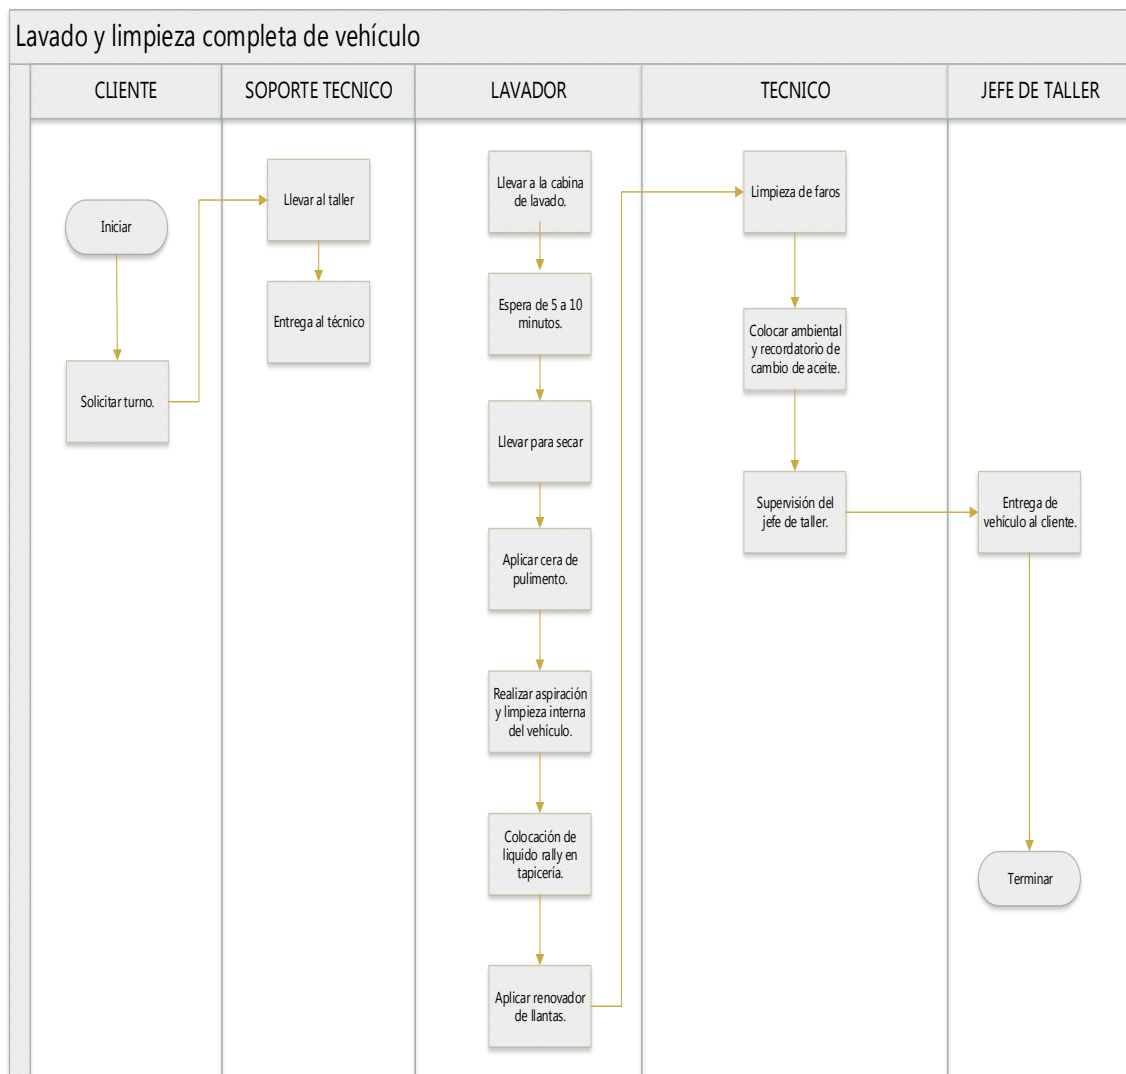 Lavado y limpieza completa de vehículo
CLIENTE
SOPORTE TECNICO
LAVADOR
TECNICO
JEFE DE TALLER
Iniciar
Solicitar turno.
Llevar al taller
Entrega al técnico
Llevar a la cabina
de lavado.
Espera de 5 a 10
minutos.
Llevar para secar
Aplicar cera de
pulimento.
Realizar aspiración
y limpieza interna
del vehículo.
Colocación de
liquido rally en
tapicería.
Aplicar renovador
de llantas.
Limpieza de faros
Colocar ambiental
y recordatorio de
cambio de aceite.
Supervisión del
jefe de taller.
Entrega de
vehículo al cliente.
Terminar